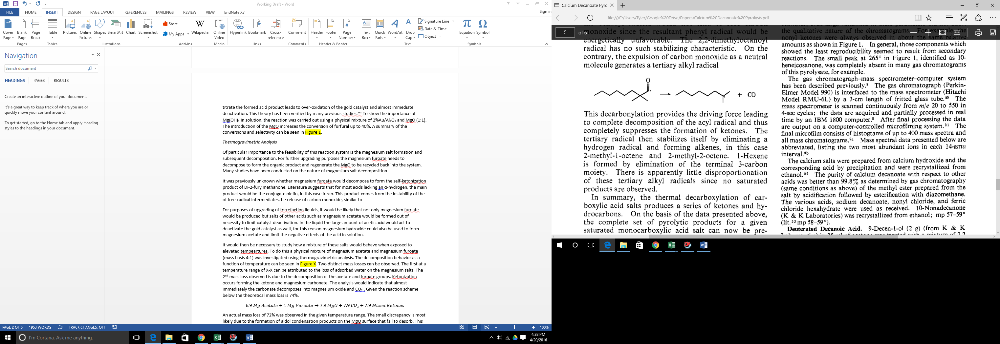 Working Draft - Word
FILE HOME INSERT DESIGN PAGE LAYOUT REFERENCES MAILINGS REVIEW VIEW EndNote X7
Sign in
Cover Page
Blank Page
Page Break
Table
Pictures
Online Pictures
Shapes
SmartArt
Chart
Screenshot
Store
My Apps
Wikipedia
Online Video
Hyperlink
Bookmark
Cross-reference
Comment
Header
Footer
Page Number
Text Box
Quick Parts
WordArt
Drop Cap
Signature Line
Date & Time
Object
Equation
Symbol
Pages Tables Illustrations Add-ins Media Links Comments Header & Footer Text Symbols
Navigation
Search document
HEADINGS PAGES RESULTS
Create an interactive outline of your document.
It's a great way to keep track of where you are or
quickly move your content around.
To get started, go to the Home tab and apply Heading
styles to the headings in your document.
titrate the formed acid product leads to over-oxidation of the gold catalyst and almost immediate
deactivation. This theory has been verified by many previous studies.xxx To show the importance of
Mg(OH)2 in solution, the reaction was carried out using a physical mixture of 2%Au/Al2O3 and MgO (1:1).
The introduction of the MgO increases the conversion of furfural up to 40%. A summary of the
conversions and selectivity can be seen in Figure 1.
Thermogravimetric Analysis
Of particular importance to the feasibility of this reaction system is the magnesium salt formation and
subsequent decomposition. For further upgrading purposes the magnesium furoate needs to
decompose to form the organic product and regenerate the MgO to be recycled back into the system.
Many studies have been conducted on the nature of magnesium salt decomposition.
It was previously unknown whether magnesium furoate would decompose to form the self-ketonization
product of Di-2-furylmethanone. Literature suggests that for most acids lacking an α-hydrogen, the main
product would be the conjugate olefin, in this case furan. This product comes from the instability of the
of free-radical intermediates. he release of carbon monoxide, similar to
For purposes of upgrading of torrefaction liquids, it would be likely that not only magnesium furoate
would be produced but salts of other acids such as magnesium acetate would be formed out of
necessity to limit catalyst deactivation. In the liquid the large amount of acetic acid would act to
deactivate the gold catalyst as well, for this reason magnesium hydroxide could also be used to form
magnesium acetate and limit the negative effects of the acid in solution.
It would then be necessary to study how a mixture of these salts would behave when exposed to
elevated tempeartures. To do this a physical mixture of magnesium acetate and magnesium furoate
(mass basis 4:1) was investigated using thermogravimetric analysis. The decomposition behavior as a
function of temperature can be seen in Figure X. Two distinct mass losses can be observed. The first at a
temperature range of X-X can be attributed to the loss of adsorbed water on the magnesium salts. The
2nd mass loss observed is due to the decomposition of the acetate and furoate groups. Ketonization
occurs forming the ketone and magnesium carbonate. The analysis would indicate that almost
immediately the carbonate decomposes into magnesium oxide and CO2 . Given the reaction scheme
below the theoretical mass loss is 74%.
6.9 Mg Acetate + 1 Mg Furoate → 7.9 MgO + 7.9 CO2 + 7.9 Mixed Ketones
An actual mass loss of 72% was observed in the given temperature range. The small discrepancy is most
likely due to the formation of aldol condensation products on the MgO surface that fail to desorb. This
PAGE 2 OF 5 1953 WORDS TRACK CHANGES: OFF
100%
I'm Cortana. Ask me anything.
4:38 PM
4/20/2016
Calcium Decanoate Pyrc
file:///C:/Users/Tyler/Google%20Drive/Papers/Calcium%20Decanoate%20Pyrolysis.pdf
5 of 6
monoxide since the resultant phenyl radical would be
energetically unfavorable. The 2,2-dimethyloctanoyl
radical has no such stabilizing characteristic. On the
contrary, the expulsion of carbon monoxide as a neutral
molecule generates a tertiary alkyl radical
O
+ CO
This decarbonylation provides the driving force leading
to complete decomposition of the acyl radical and thus
completely suppresses the formation of ketones. The
tertiary radical then stabilizes itself by eliminating a
hydrogen radical and forming alkenes, in this case
2-methyl-1-octene and 2-methyl-2-octene. 1-Hexene
is formed by elimination of the terminal 3-carbon
moiety. There is apparently little disproportionation
of these tertiary alkyl radicals since no saturated
products are observed.
In summary, the thermal decarboxylation of car-
boxylic acid salts produces a series of ketones and hy-
drocarbons. On the basis of the data presented above,
the complete set of pyrolytic products for a given
saturated monocarboxylic acid salt can now be pre-
the qualitative nature of the chromatograms. For example, the
nonyl ketones were always observed in about the same relative
amounts as shown in Figure 1. In general, those components which
showed the least reproducibility seemed to result from secondary
reactions. The small peak at 265° in Figure 1, identified as 10-
heneicosanone, was completely absent in many gas chromatograms
of this pyrolysate, for example.
The gas chromatograph–mass spectrometer–computer system
has been described previously.8 The gas chromatograph (Perkin-
Elmer Model 990) is interfaced to the mass spectrometer (Hitachi
Model RMU-6L) by a 3-cm length of fritted glass tube.20 The
mass spectrometer is scanned continuously from m/e 20 to 550 in
4-sec cycles; the data are acquired and partially processed in real
time by an IBM 1800 computer.8 After final processing the data
are output on a computer-controlled microfilming system.21 The
final microfilm consists of histograms of up to 400 mass spectra and
all mass chromatograms.9a Mass spectral data presented below are
abbreviated, listing the two most abundant ions in each 14-amu
interval.9b
The calcium salts were prepared from calcium hydroxide and the
corresponding acid by precipitation and were recrystallized from
ethanol.22 The purity of calcium decanoate with respect to other
acids was better than 99.8% as determined by gas chromatography
(same conditions as above) of the methyl ester prepared from the
salt by acidification followed by esterification with diazomethane.
The various acids, sodium decanoate, nonyl chloride, and ferric
chloride hexahydrate were used as received. 10-Nonadecanone
(K & K Laboratories) was recrystallized from ethanol; mp 57–59°
(lit.23 mp 58–59°).
Deuterated Decanoic Acid. 9-Decen-1-ol (2 g) (from K & K